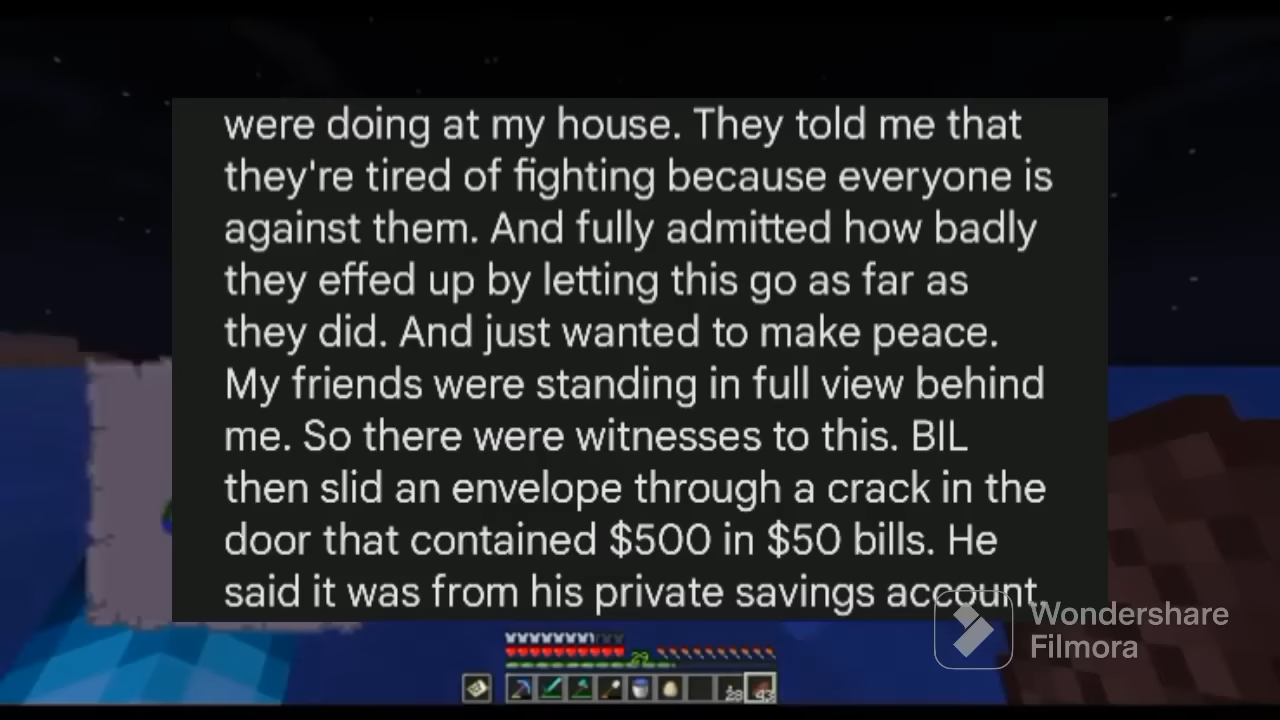 were doing at my house. They told me that
they're tired of fighting because everyone is
against them. And fully admitted how badly
they effed up by letting this go as far as
they did. And just wanted to make peace.
My friends were standing in full view behind
me. So there were witnesses to this. BIL
then slid an envelope through a crack in the
door that contained $500 in $50 bills. He
said it was from his private savings account.
Wondershare
Filmora
29
28
43